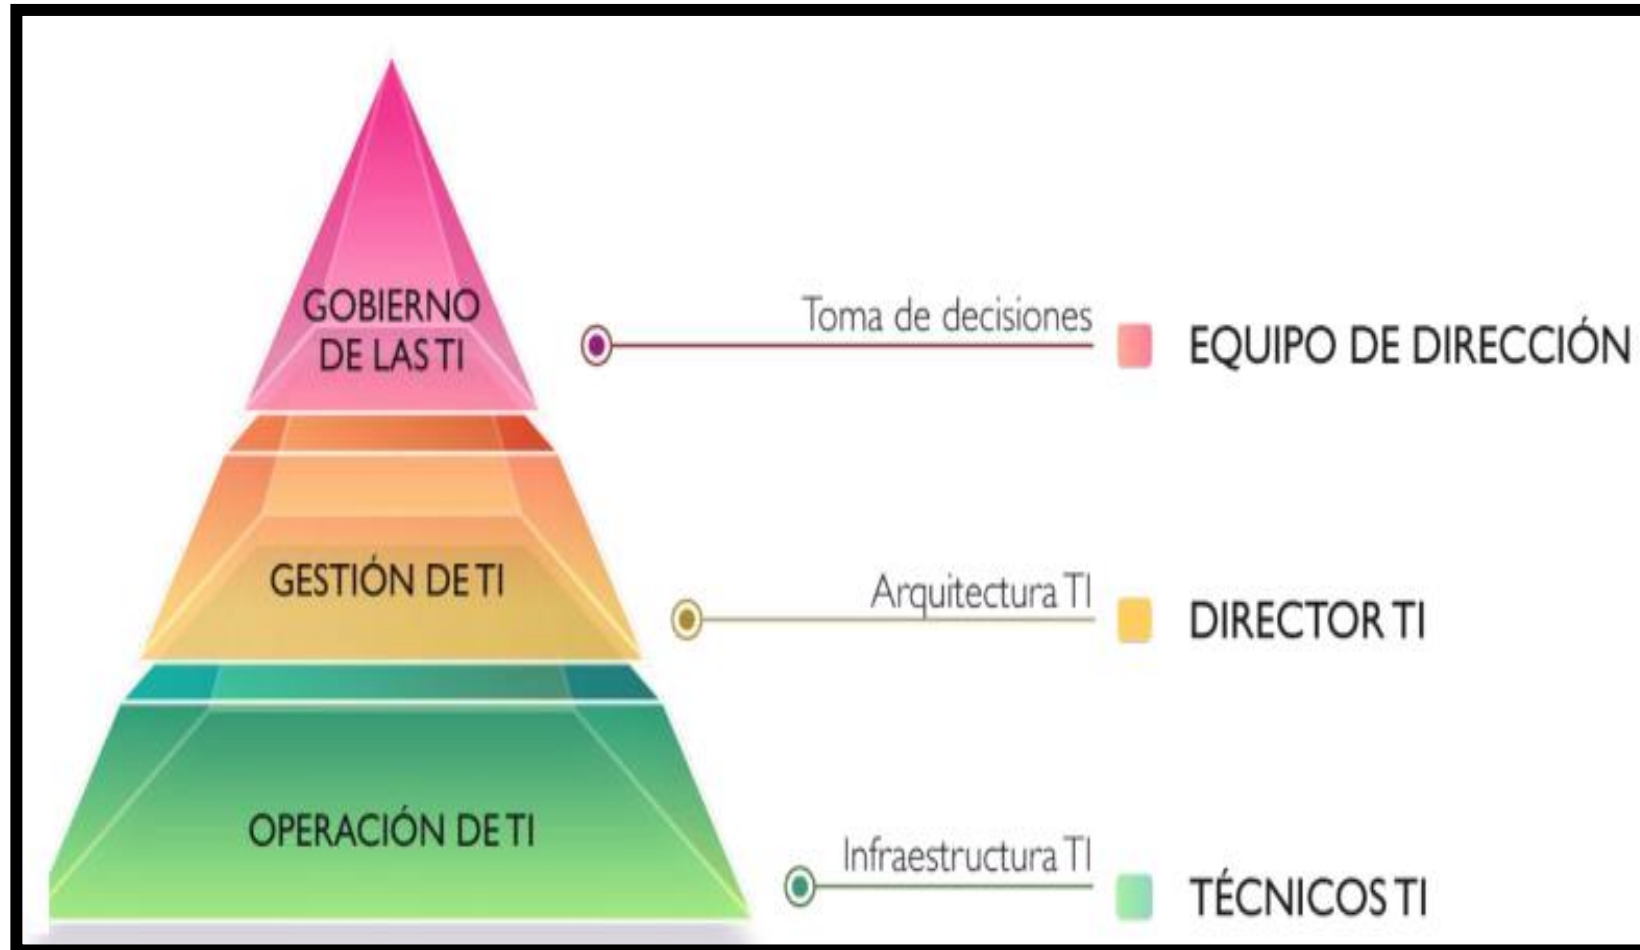 GOBIERNO
DE LAS TI
Toma de decisiones
EQUIPO DE DIRECCIÓN
GESTIÓN DE TI
Arquitectura TI
DIRECTOR TI
OPERACIÓN DE TI
Infraestructura TI
TÉCNICOS TI